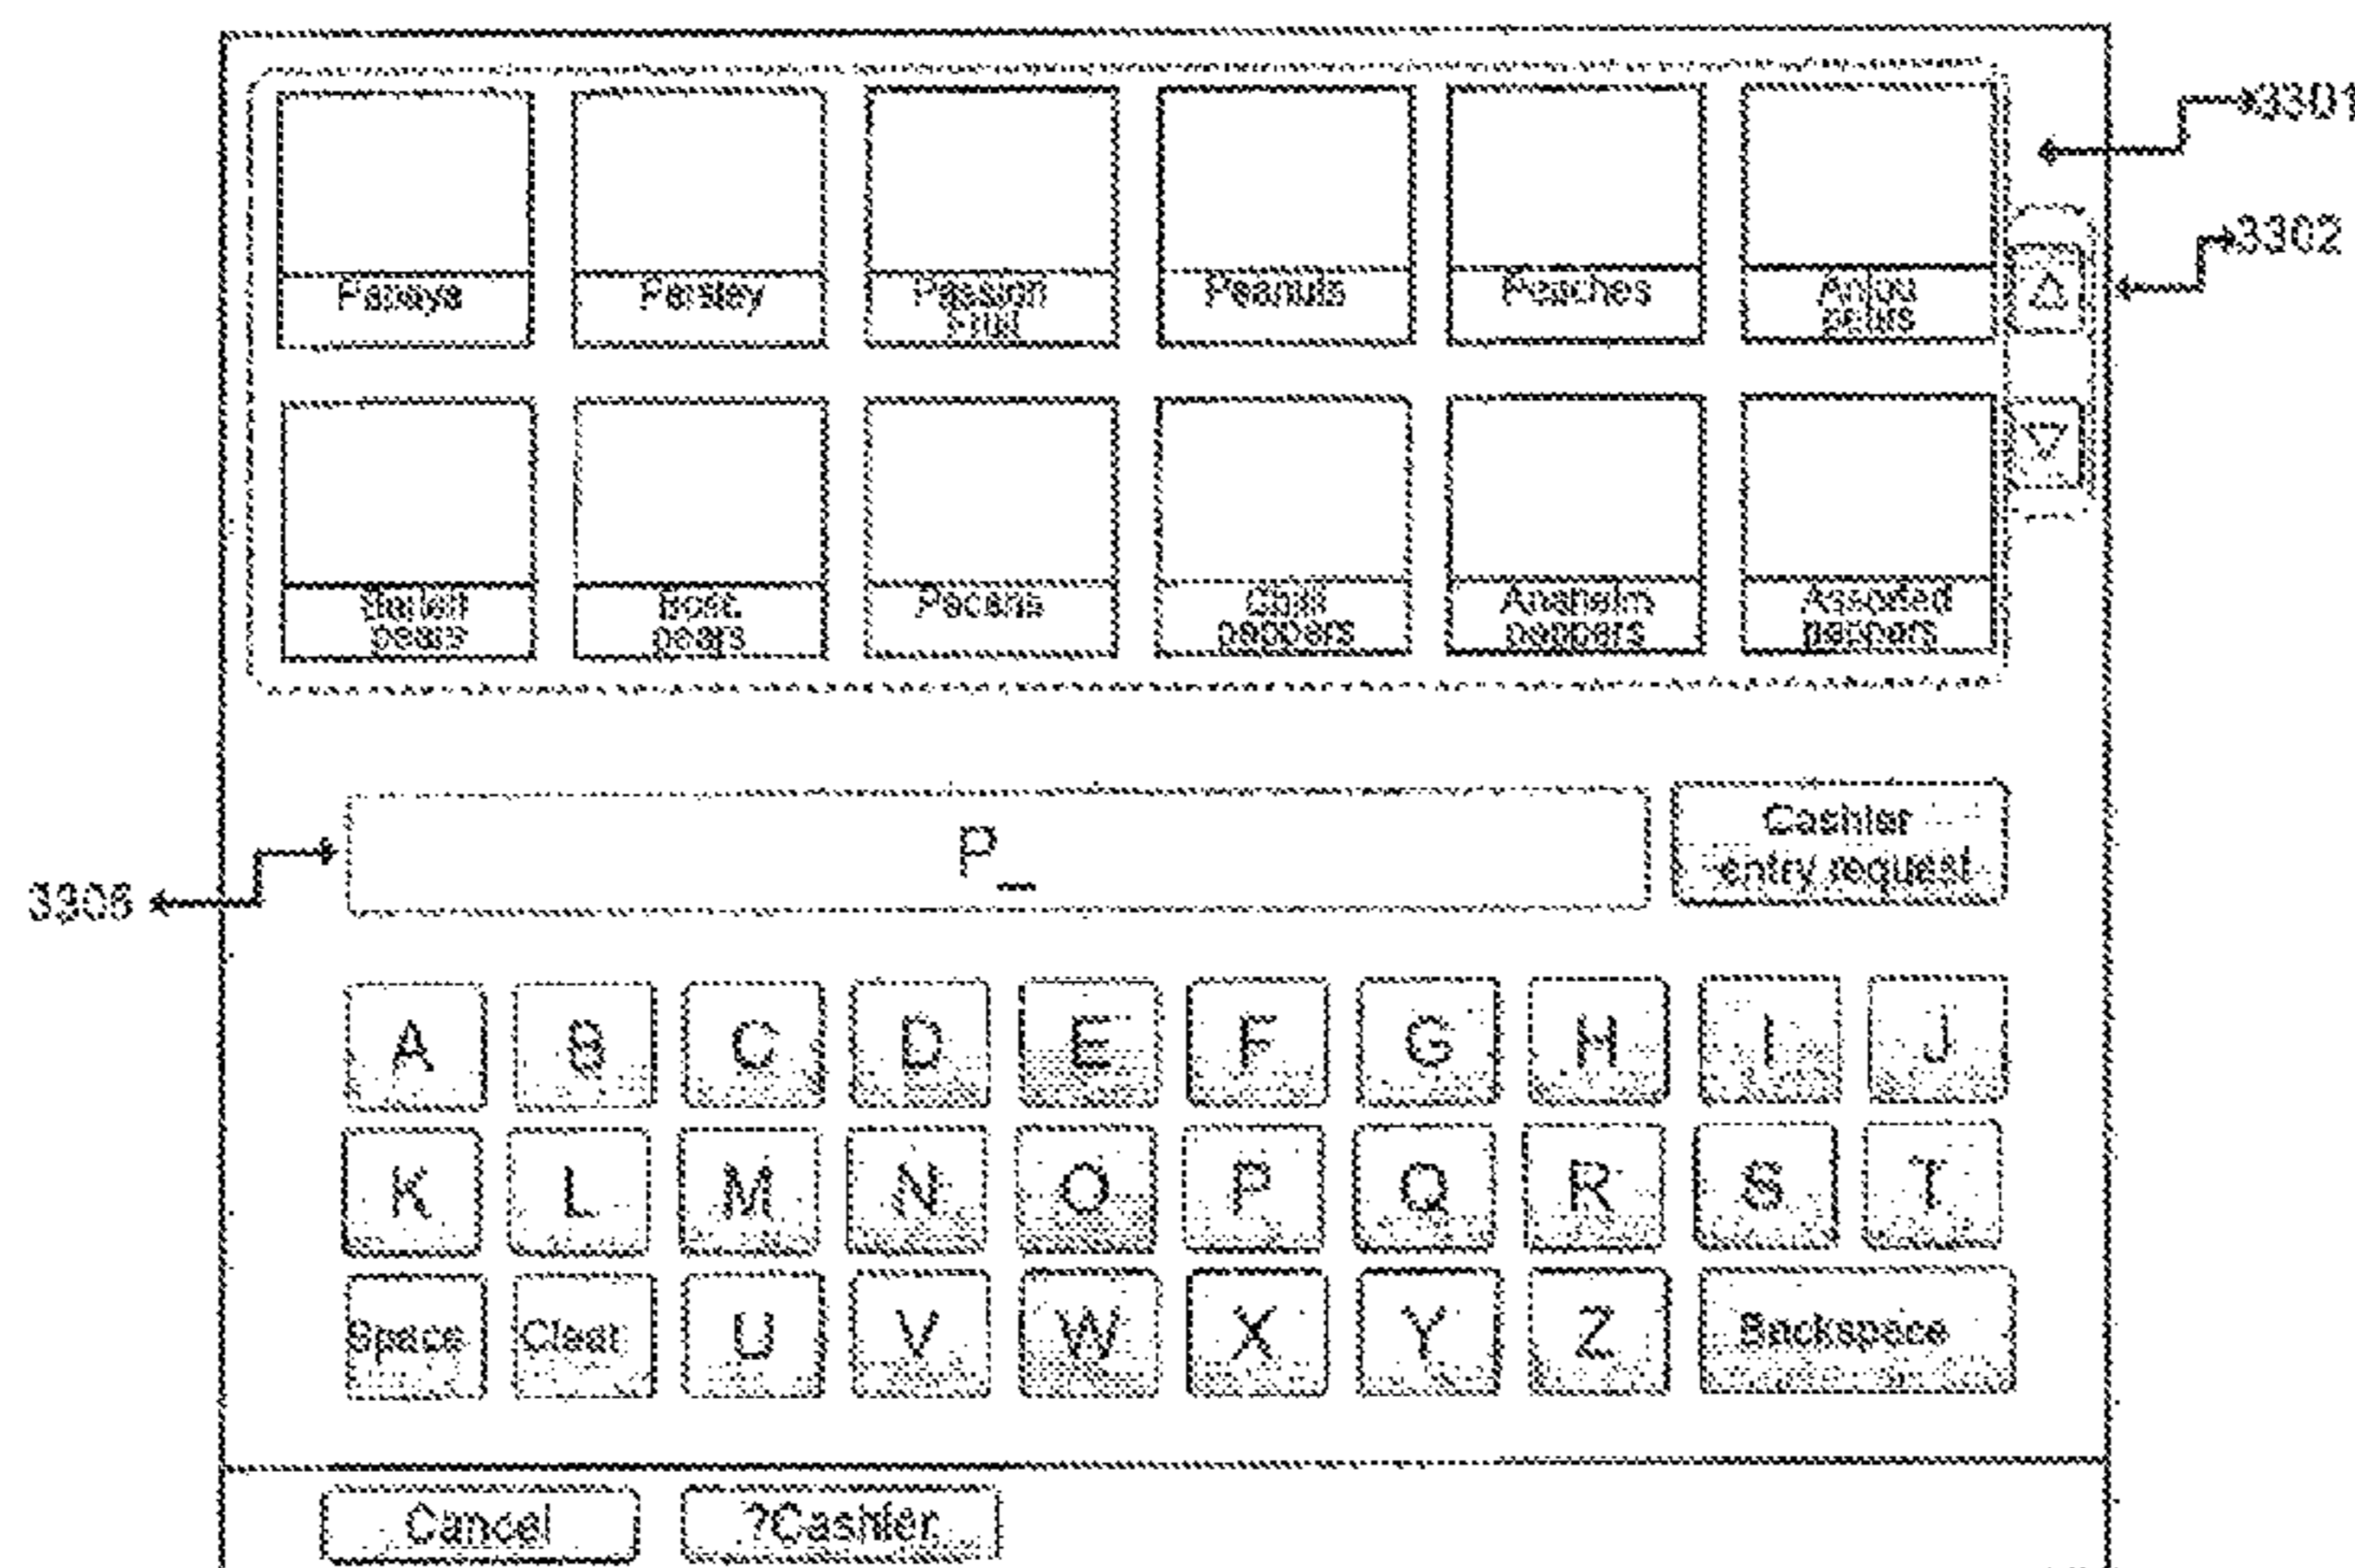 3301
3302
Papaya
Parsley
Passion
Fruit
Peanuts
Peaches
Anjou
pears
Bartlett
pears
Bosc
pears
Pecans
Chili
peppers
Anaheim
peppers
Assorted
peppers
P_
Cashier
entry request
A B C D E F G H I J
K L M N O P Q R S T
Space Clear U V W X Y Z Backspace
Cancel ?Cashier